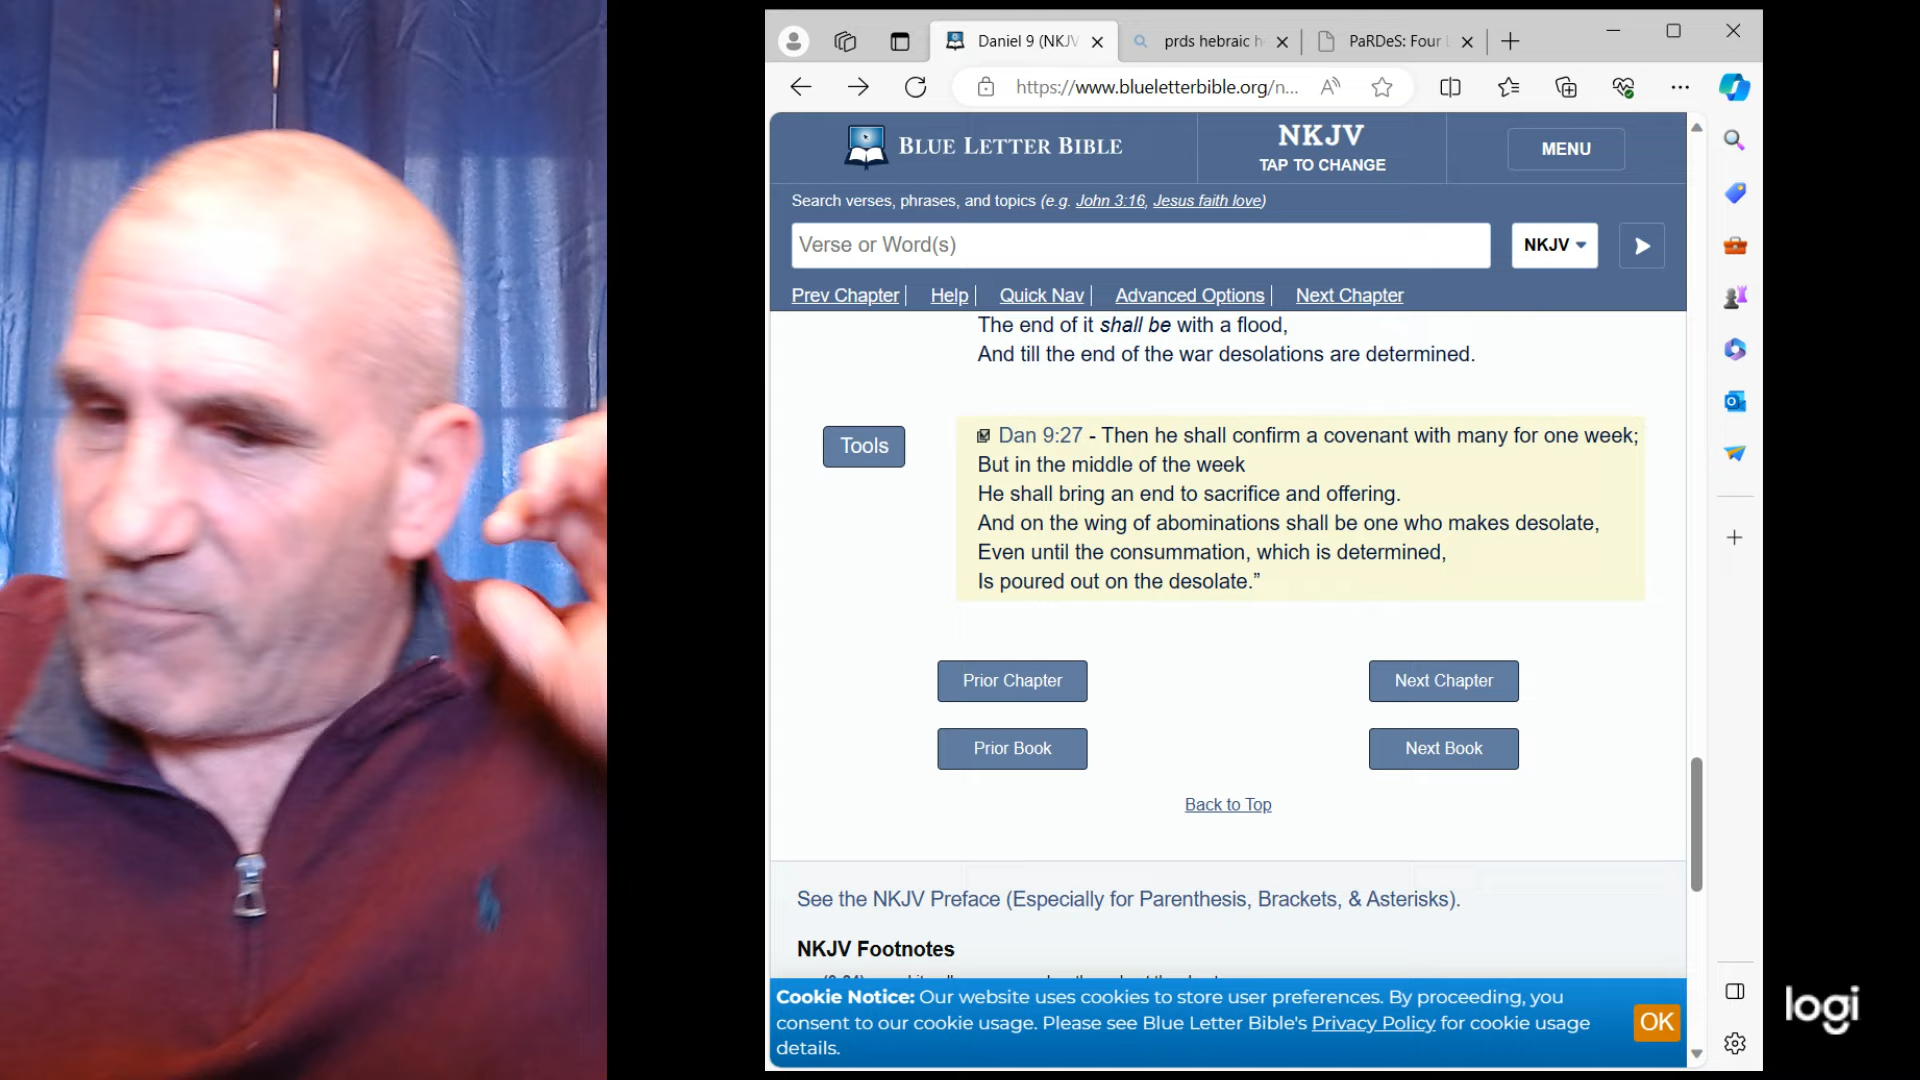 Daniel 9 (NKJV
prds hebraic h
PaRDeS: Four
https://www.blueletterbible.org/n...
BLUE LETTER BIBLE
NKJV
TAP TO CHANGE
MENU
Search verses, phrases, and topics (e.g. John 3:16, Jesus faith love)
Verse or Word(s)
NKJV
Prev Chapter
Help
Quick Nav
Advanced Options
Next Chapter
The end of it shall be with a flood,
And till the end of the war desolations are determined.
Tools
Dan 9:27 - Then he shall confirm a covenant with many for one week;
But in the middle of the week
He shall bring an end to sacrifice and offering.
And on the wing of abominations shall be one who makes desolate,
Even until the consummation, which is determined,
Is poured out on the desolate.”
Prior Chapter
Next Chapter
Prior Book
Next Book
Back to Top
See the NKJV Preface (Especially for Parenthesis, Brackets, & Asterisks).
NKJV Footnotes
Cookie Notice: Our website uses cookies to store user preferences. By proceeding, you
consent to our cookie usage. Please see Blue Letter Bible's Privacy Policy for cookie usage
details.
OK
logi